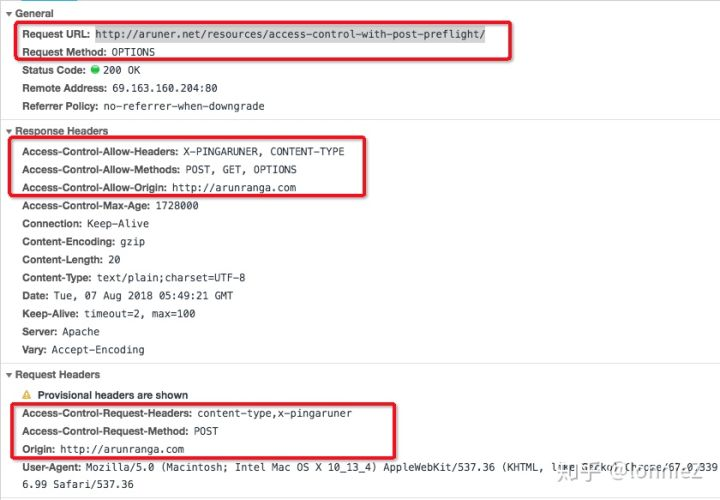 General
Request URL: http://aruner.net/resources/access-control-with-post-preflight/
Request Method: OPTIONS
Status Code: 200 OK
Remote Address: 69.163.160.204:80
Referrer Policy: no-referrer-when-downgrade
Response Headers
Access-Control-Allow-Headers: X-PINGARUNER, CONTENT-TYPE
Access-Control-Allow-Methods: POST, GET, OPTIONS
Access-Control-Allow-Origin: http://arunranga.com
Access-Control-Max-Age: 1728000
Connection: Keep-Alive
Content-Encoding: gzip
Content-Length: 20
Content-Type: text/plain;charset=UTF-8
Date: Tue, 07 Aug 2018 05:49:21 GMT
Keep-Alive: timeout=2, max=100
Server: Apache
Vary: Accept-Encoding
Request Headers
Provisional headers are shown
Access-Control-Request-Headers: content-type,x-pingaruner
Access-Control-Request-Method: POST
Origin: http://arunranga.com
User-Agent: Mozilla/5.0 (Macintosh; Intel Mac OS X 10_13_4) AppleWebKit/537.36 (KHTML, like Gecko) Chrome/67.0.339
6.99 Safari/537.36
知乎